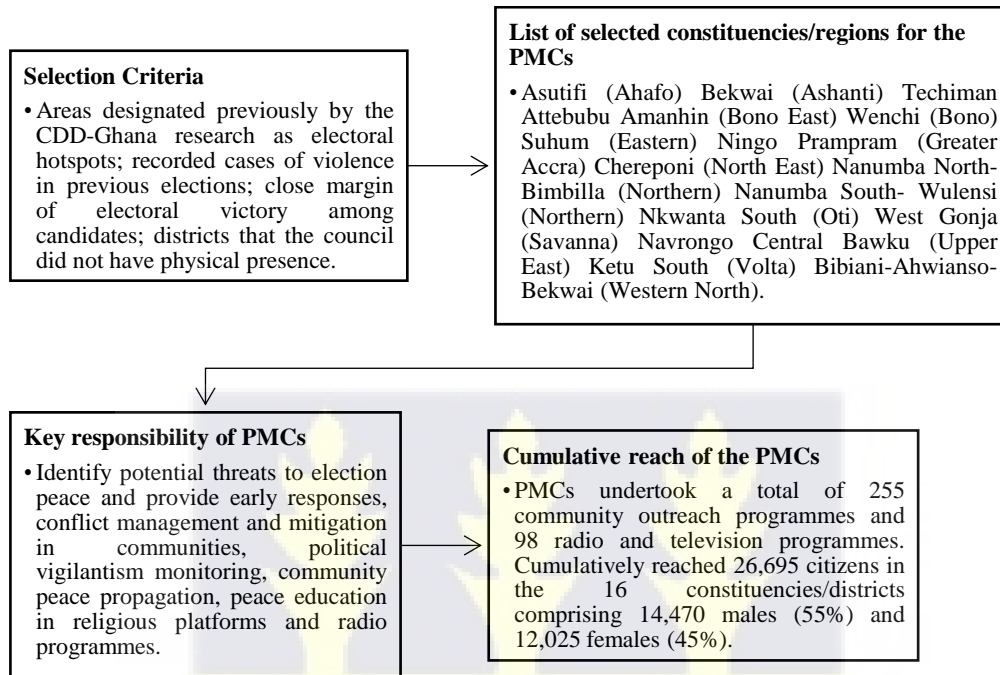 Selection Criteria
• Areas designated previously by the
CDD-Ghana research as electoral
hotspots; recorded cases of violence
in previous elections; close margin
of electoral victory among
candidates; districts that the council
did not have physical presence.
List of selected constituencies/regions for the
PMCs
• Asutifi (Ahafo) Bekwai (Ashanti) Techiman
Attebubu Amanhin (Bono East) Wenchi (Bono)
Suhum (Eastern) Ningo Prampram (Greater
Accra) Chereponi (North East) Nanumba North-
Bimbilla (Northern) Nanumba South- Wulensi
(Northern) Nkwanta South (Oti) West Gonja
(Savanna) Navrongo Central Bawku (Upper
East) Ketu South (Volta) Bibiani-Ahwianso-
Bekwai (Western North).
Key responsibility of PMCs
• Identify potential threats to election
peace and provide early responses,
conflict management and mitigation
in communities, political
vigilantism monitoring, community
peace propagation, peace education
in religious platforms and radio
programmes.
Cumulative reach of the PMCs
• PMCs undertook a total of 255
community outreach programmes and
98 radio and television programmes.
Cumulatively reached 26,695 citizens in
the 16 constituencies/districts
comprising 14,470 males (55%) and
12,025 females (45%).